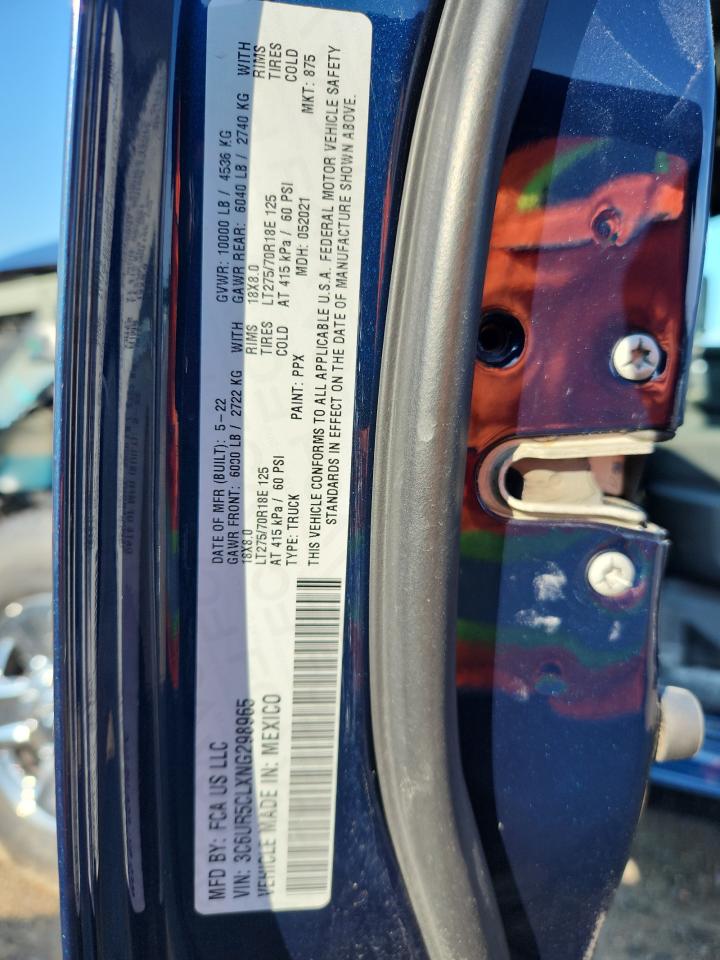 MFD BY: FCA US LLC
VIN: 3C6UR5CLXNG298965
VEHICLE MADE IN: MEXICO
DATE OF MFR (BUILT): 5-22 GVWR: 10000 LB / 4536 KG
GAWR FRONT: 6000 LB / 2722 KG WITH GAWR REAR: 6040 LB / 2740 KG WITH
18X8.0 RIMS 18X8.0 RIMS
LT275/70R18E 125 TIRES LT275/70R18E 125 TIRES
AT 415 kPa / 60 PSI COLD AT 415 kPa / 60 PSI COLD
TYPE: TRUCK PAINT: PPX MDH: 052021 MKT: 875
THIS VEHICLE CONFORMS TO ALL APPLICABLE U.S.A. FEDERAL MOTOR VEHICLE SAFETY
STANDARDS IN EFFECT ON THE DATE OF MANUFACTURE SHOWN ABOVE.